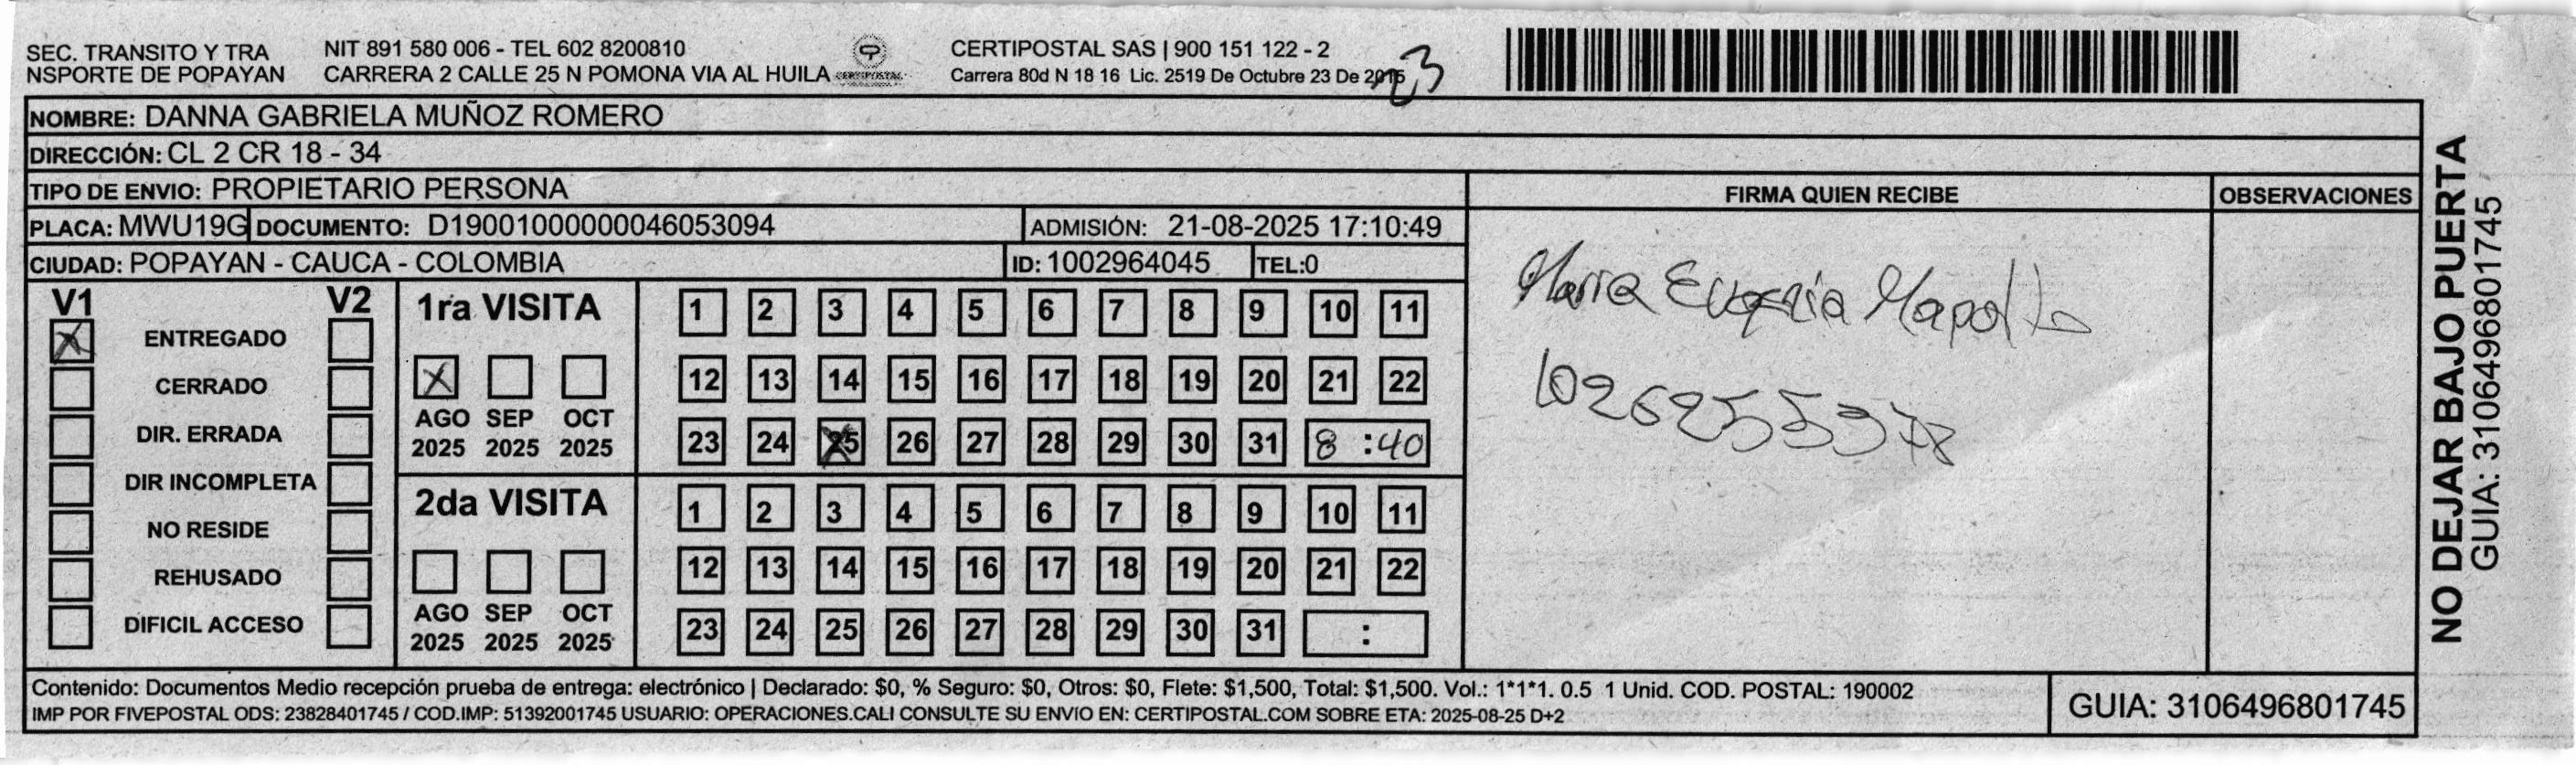 SEC. TRANSITO Y TRA
NSPORTE DE POPAYAN
NIT 891 580 006 - TEL 602 8200810
CARRERA 2 CALLE 25 N POMONA VIA AL HUILA
CERTIPOSTAL
CERTIPOSTAL SAS | 900 151 122 - 2
Carrera 80d N 18 16 Lic. 2519 De Octubre 23 De 2015
NOMBRE: DANNA GABRIELA MUÑOZ ROMERO
DIRECCIÓN: CL 2 CR 18 - 34
TIPO DE ENVIO: PROPIETARIO PERSONA
PLACA: MWU19G DOCUMENTO: D19001000000046053094 ADMISIÓN: 21-08-2025 17:10:49
CIUDAD: POPAYAN - CAUCA - COLOMBIA ID: 1002964045 TEL:0
FIRMA QUIEN RECIBE
OBSERVACIONES
V1 V2
X ENTREGADO
CERRADO
DIR. ERRADA
DIR INCOMPLETA
NO RESIDE
REHUSADO
DIFICIL ACCESO
1ra VISITA
X
AGO SEP OCT
2025 2025 2025
1 2 3 4 5 6 7 8 9 10 11
12 13 14 15 16 17 18 19 20 21 22
23 24 25 26 27 28 29 30 31 8:40
2da VISITA
AGO SEP OCT
2025 2025 2025
1 2 3 4 5 6 7 8 9 10 11
12 13 14 15 16 17 18 19 20 21 22
23 24 25 26 27 28 29 30 31 :
Maria Eugenia
Contenido: Documentos Medio recepción prueba de entrega: electrónico | Declarado: $0, % Seguro: $0, Otros: $0, Flete: $1,500, Total: $1,500. Vol.: 1*1*1. 0.5 1 Unid. COD. POSTAL: 190002
IMP POR FIVEPOSTAL ODS: 23828401745 / COD.IMP: 51392001745 USUARIO: OPERACIONES.CALI CONSULTE SU ENVIO EN: CERTIPOSTAL.COM SOBRE ETA: 2025-08-25 D+2
GUIA: 3106496801745
NO DEJAR BAJO PUERTA
GUIA: 3106496801745